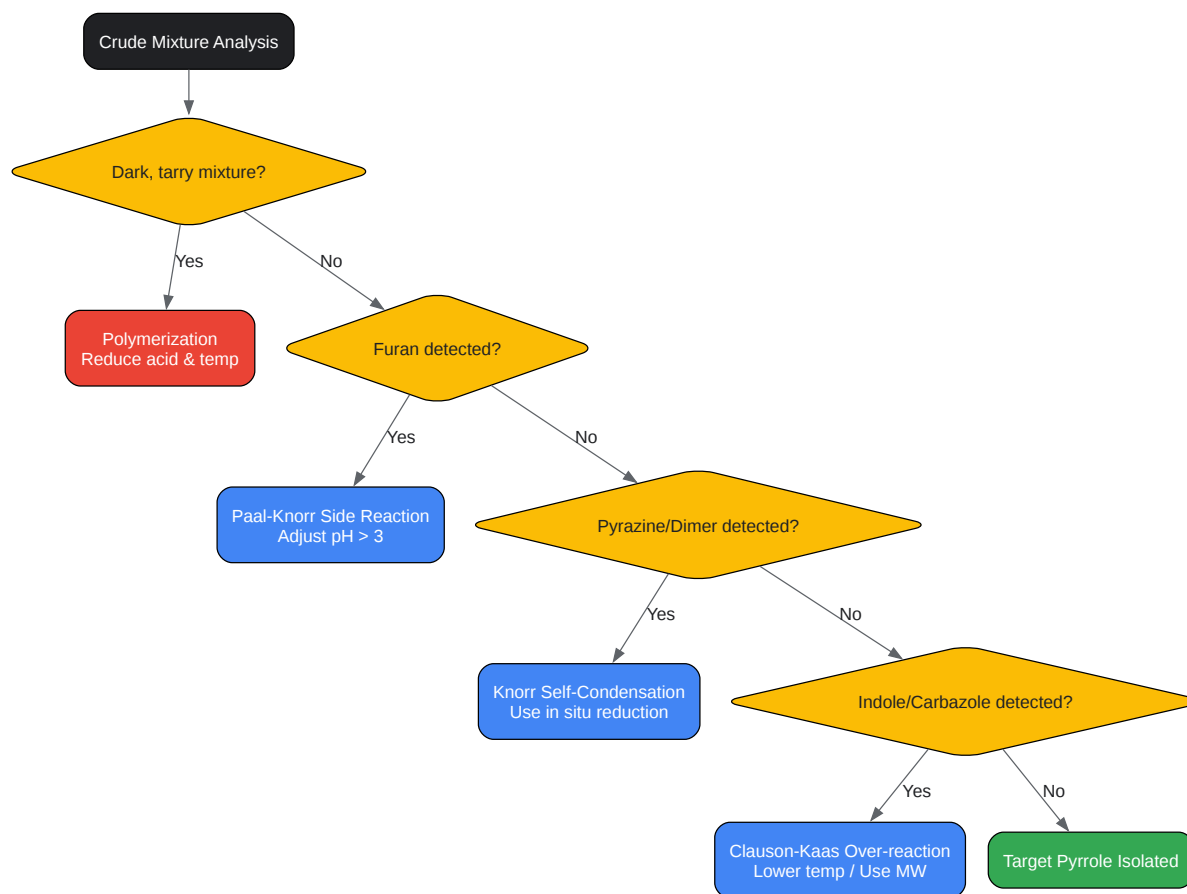 Crude Mixture Analysis
Dark, tarry mixture?
Yes
No
Polymerization
Reduce acid & temp
Furan detected?
Yes
No
Paal-Knorr Side Reaction
Adjust pH > 3
Pyrazine/Dimer detected?
Yes
No
Knorr Self-Condensation
Use in situ reduction
Indole/Carbazole detected?
Yes
No
Clauson-Kaas Over-reaction
Lower temp / Use MW
Target Pyrrole Isolated